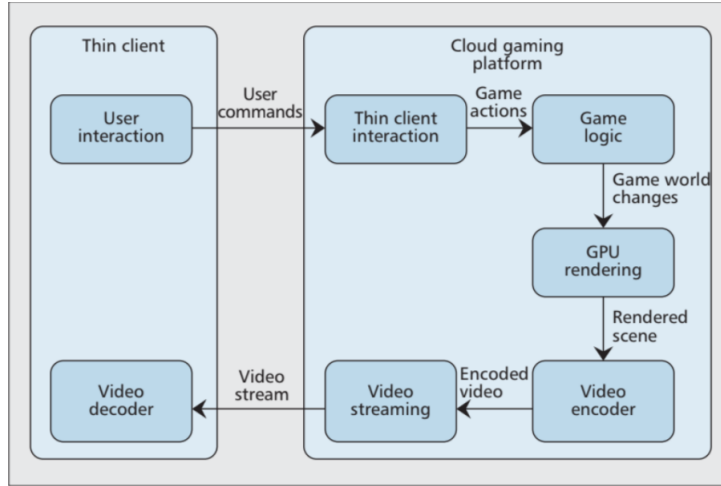 Thin client
Cloud gaming
platform
User
interaction
User
commands
Thin client
interaction
Game
actions
Game
logic
Game world
changes
GPU
rendering
Rendered
scene
Video
decoder
Video
stream
Video
streaming
Encoded
video
Video
encoder